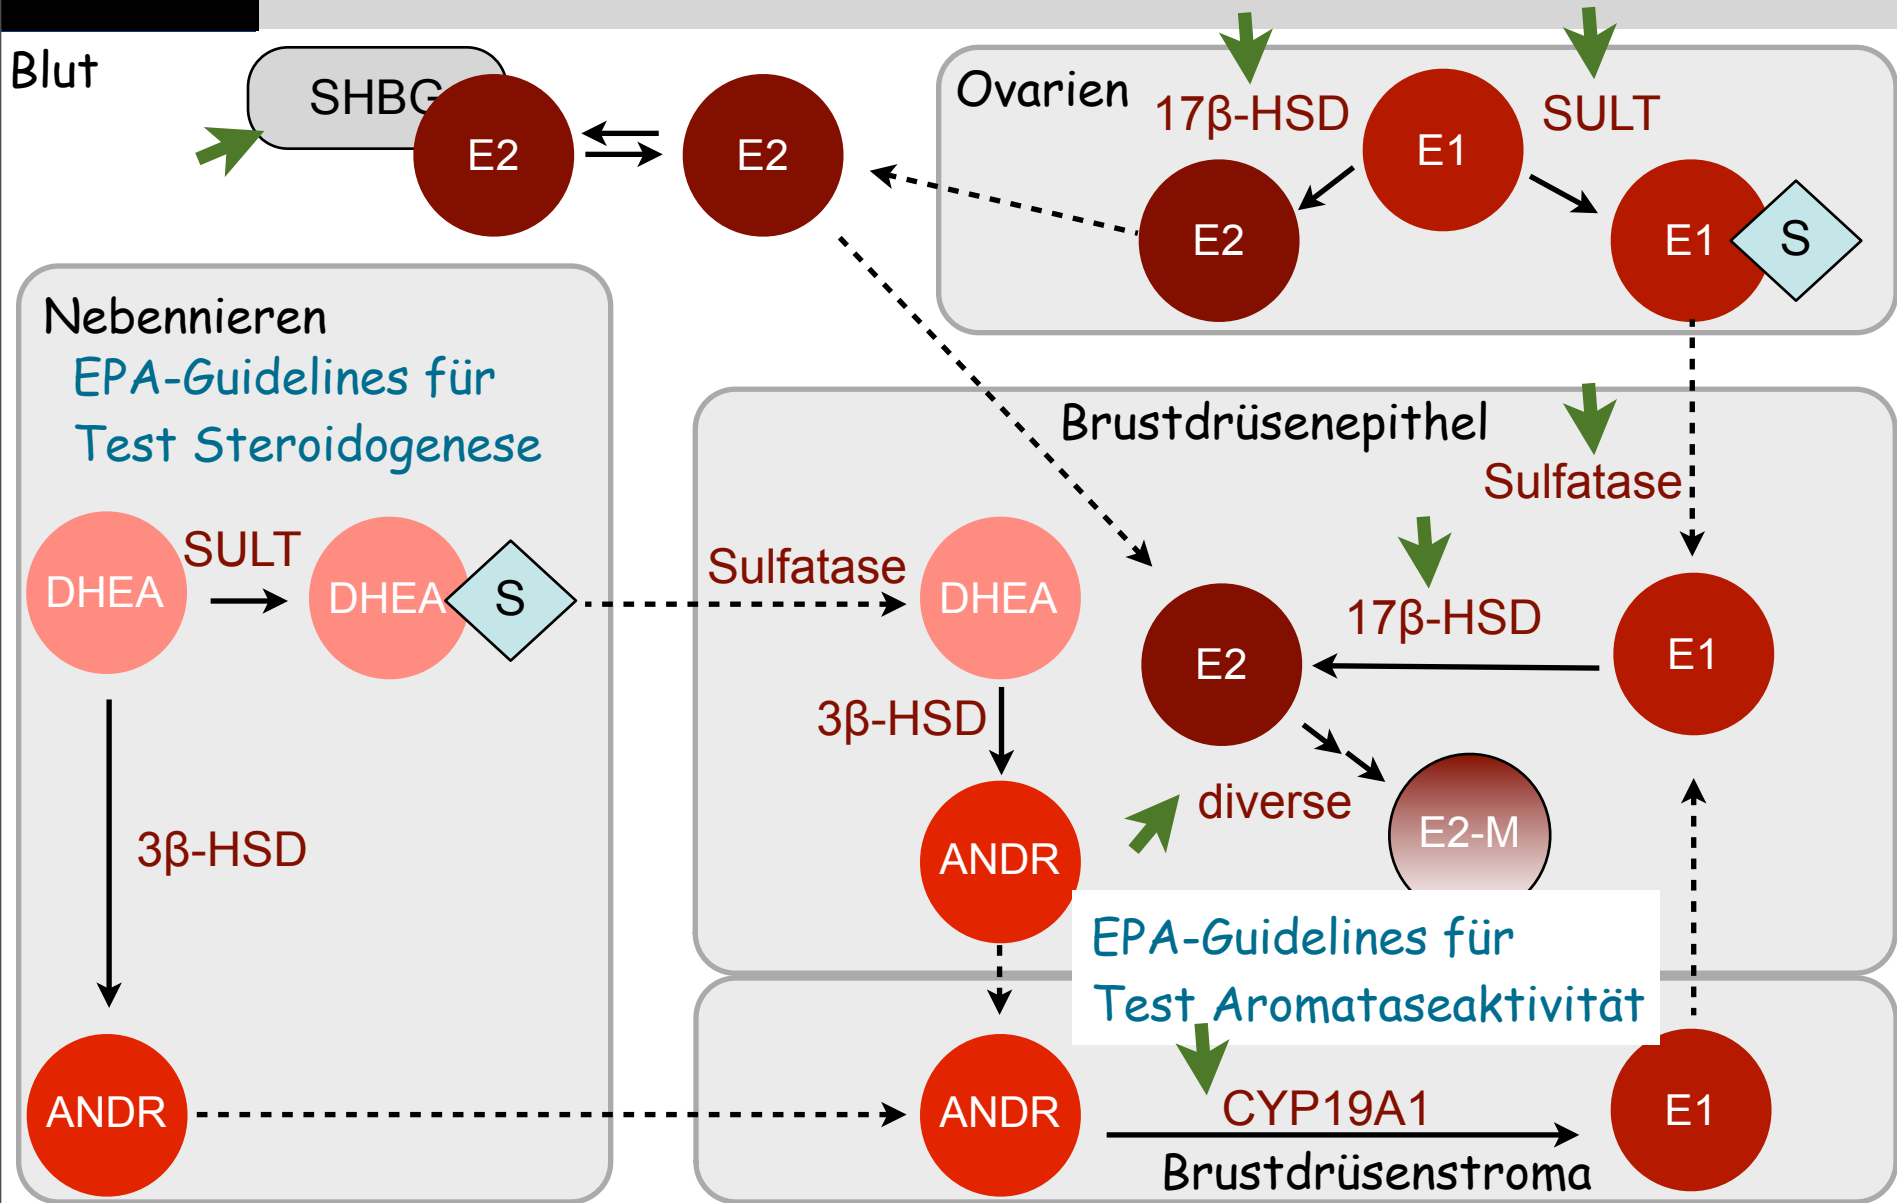 Blut
SHBG
E2
E2
Ovarien
17β-HSD
E1
SULT
E2
E1
S
Nebennieren
EPA-Guidelines für
Test Steroidogenese
DHEA
SULT
DHEA
S
3β-HSD
ANDR
Brustdrüsenepithel
Sulfatase
Sulfatase
DHEA
17β-HSD
E2
E1
3β-HSD
diverse
E2-M
ANDR
EPA-Guidelines für
Test Aromataseaktivität
ANDR
CYP19A1
E1
Brustdrüsenstroma